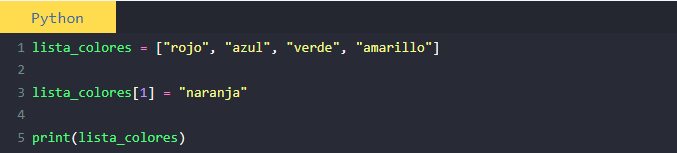 Python
1 lista_colores = ["rojo", "azul", "verde", "amarillo"]
2
3 lista_colores[1] = "naranja"
4
5 print(lista_colores)